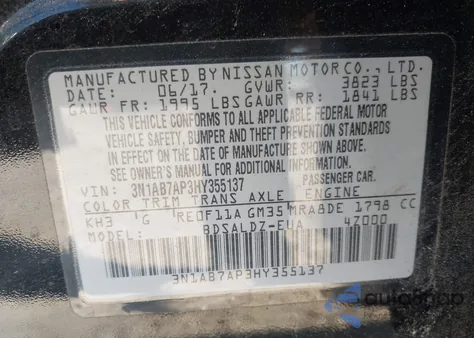 MANUFACTURED BY NISSAN MOTOR CO., LTD.
DATE: 06/17. GVWR: 3823 LBS
GAWR FR: 1995 LBS GAWR RR: 1841 LBS
THIS VEHICLE CONFORMS TO ALL APPLICABLE FEDERAL MOTOR
VEHICLE SAFETY, BUMPER AND THEFT PREVENTION STANDARDS
IN EFFECT ON THE DATE OF MANUFACTURE SHOWN ABOVE.
SEE OWNER'S MANUAL FOR ADDITIONAL INFORMATION.
VIN: 3N1AB7AP3HY355137 PASSENGER CAR.
COLOR TRIM TRANS AXLE ENGINE
KH3 G RE0F11A GM35 MRA8DE 1798 CC
MODEL: BDSALDZ-EUA 47000
3N1AB7AP3HY355137